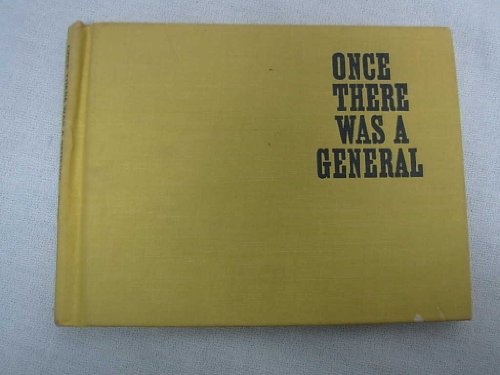 ONCE
THERE
WAS A
GENERAL